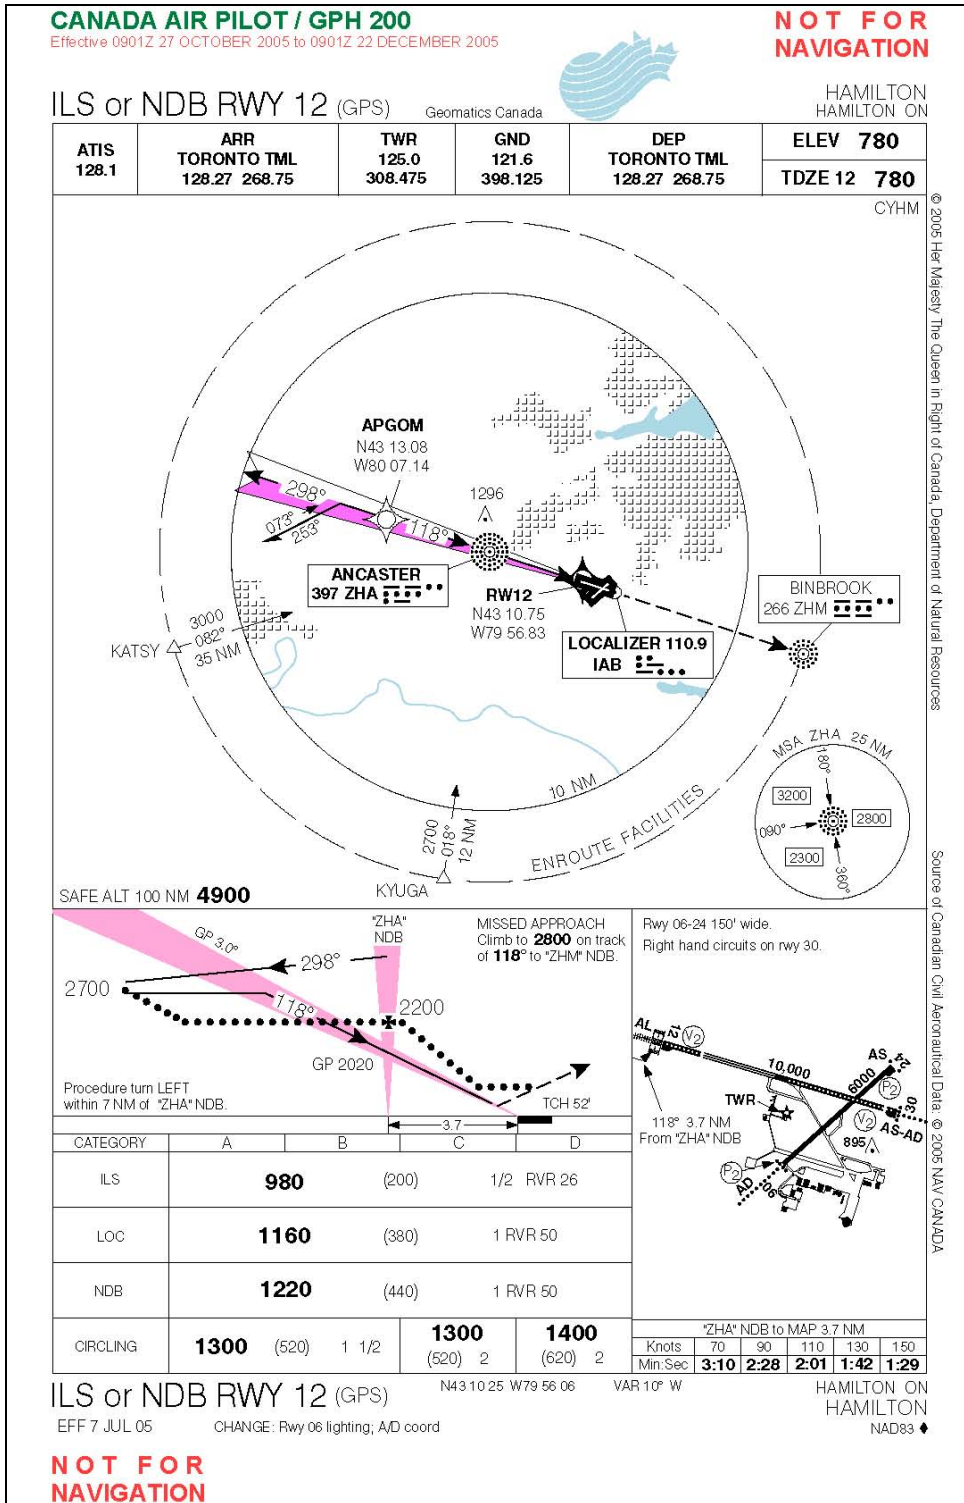 CANADA AIR PILOT / GPH 200
Effective 0901Z 27 OCTOBER 2005 to 0901Z 22 DECEMBER 2005
NOT FOR
NAVIGATION
ILS or NDB RWY 12 (GPS)
Geomatics Canada
HAMILTON
HAMILTON ON
ATIS
128.1
ARR
TORONTO TML
128.27 268.75
TWR
125.0
308.475
GND
121.6
398.125
DEP
TORONTO TML
128.27 268.75
ELEV 780
TDZE 12 780
CYHM
© 2005 Her Majesty The Queen in Right of Canada, Department of Natural Resources
APGOM
N43 13.08
W80 07.14
298°
073°
253°
118°
1296
ANCASTER
397 ZHA
RW12
N43 10.75
W79 56.83
BINBROOK
266 ZHM
LOCALIZER 110.9
IAB
KATSY
3000
082°
35 NM
10 NM
ENROUTE FACILITIES
2700
018°
12 NM
KYUGA
MSA ZHA 25 NM
180°
3200
090°
2800
2300
360°
SAFE ALT 100 NM 4900
Source of Canadian Civil Aeronautical Data: © 2005 NAV CANADA
GP 3.0°
"ZHA"
NDB
MISSED APPROACH
Climb to 2800 on track
of 118° to "ZHM" NDB.
298°
2700
118°
2200
GP 2020
Procedure turn LEFT
within 7 NM of "ZHA" NDB.
TCH 52'
3.7
Rwy 06-24 150' wide.
Right hand circuits on rwy 30.
AL
12
V2
10,000
AS
24
6000
P2
30
TWR
V2
AS-AD
118° 3.7 NM
From "ZHA" NDB
895
P2
AD
06
CATEGORY A B C D
ILS 980 (200) 1/2 RVR 26
LOC 1160 (380) 1 RVR 50
NDB 1220 (440) 1 RVR 50
CIRCLING 1300 (520) 1 1/2 1300 (520) 2 1400 (620) 2
"ZHA" NDB to MAP 3.7 NM
Knots 70 90 110 130 150
Min:Sec 3:10 2:28 2:01 1:42 1:29
ILS or NDB RWY 12 (GPS)
N43 10 25 W79 56 06
VAR 10° W
HAMILTON ON
HAMILTON
EFF 7 JUL 05
CHANGE: Rwy 06 lighting; A/D coord
NAD83
NOT FOR
NAVIGATION